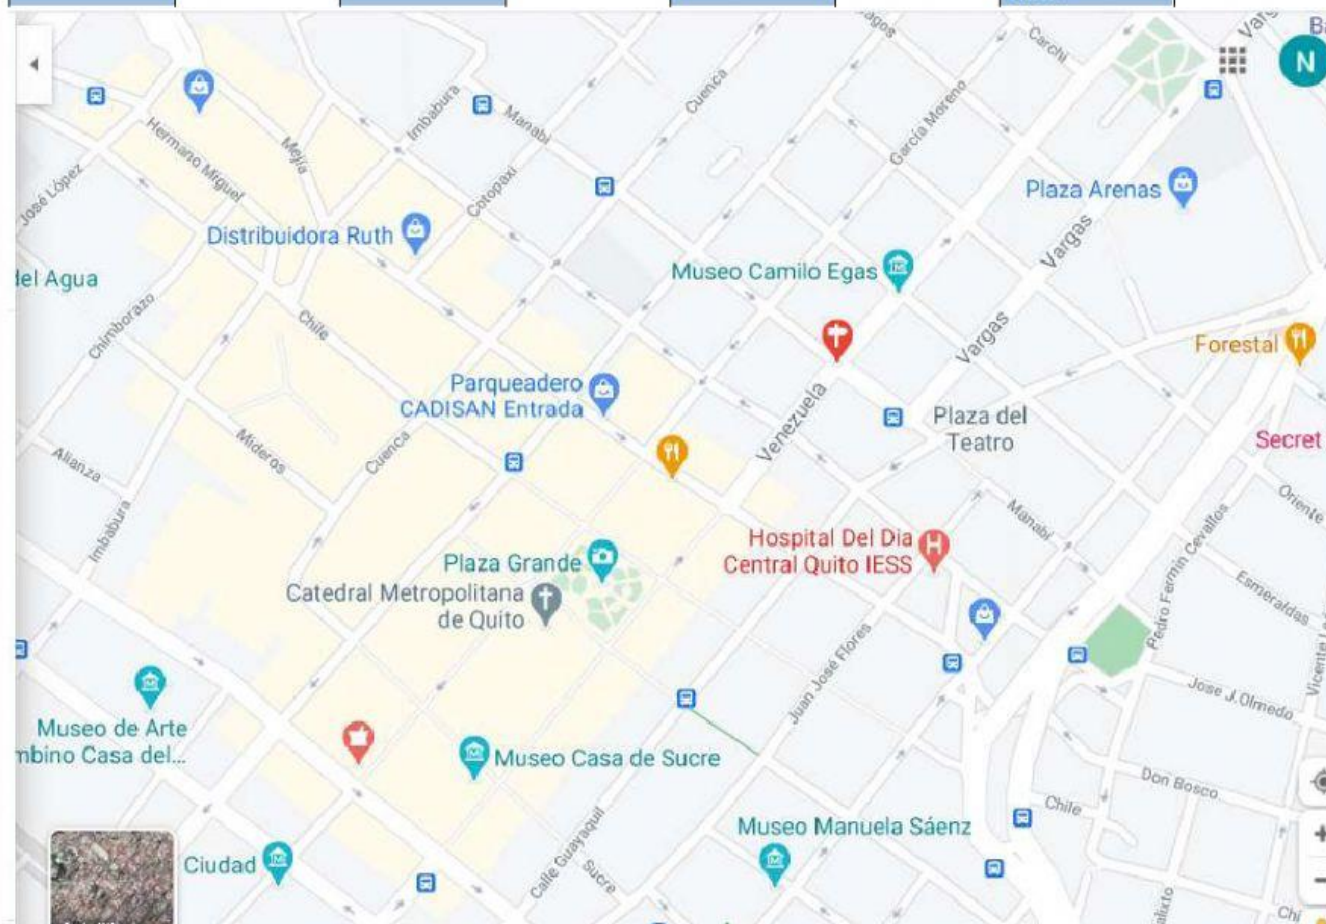 Carchi
N
García Moreno
Cuenca
Imbabura
Manabí
Hermano Miguel
Mejía
José López
Cotopaxi
Plaza Arenas
Vargas
Distribuidora Ruth
del Agua
Museo Camilo Egas
Chimborazo
Chile
Vargas
Forestal
Parqueadero
CADISAN Entrada
Venezuela
Plaza del
Teatro
Secret
Mideros
Cuenca
Alianza
Oriente
Imbabura
Manabí
Pedro Fermín Cevallos
Hospital Del Dia
Central Quito IESS
Plaza Grande
Catedral Metropolitana
de Quito
Esmeraldas
Juan José Flores
Jose J. Olmedo
Museo de Arte
mbino Casa del...
Museo Casa de Sucre
Don Bosco
Chile
Museo Manuela Sáenz
Ciudad
Calle Guayaquil
Sucre